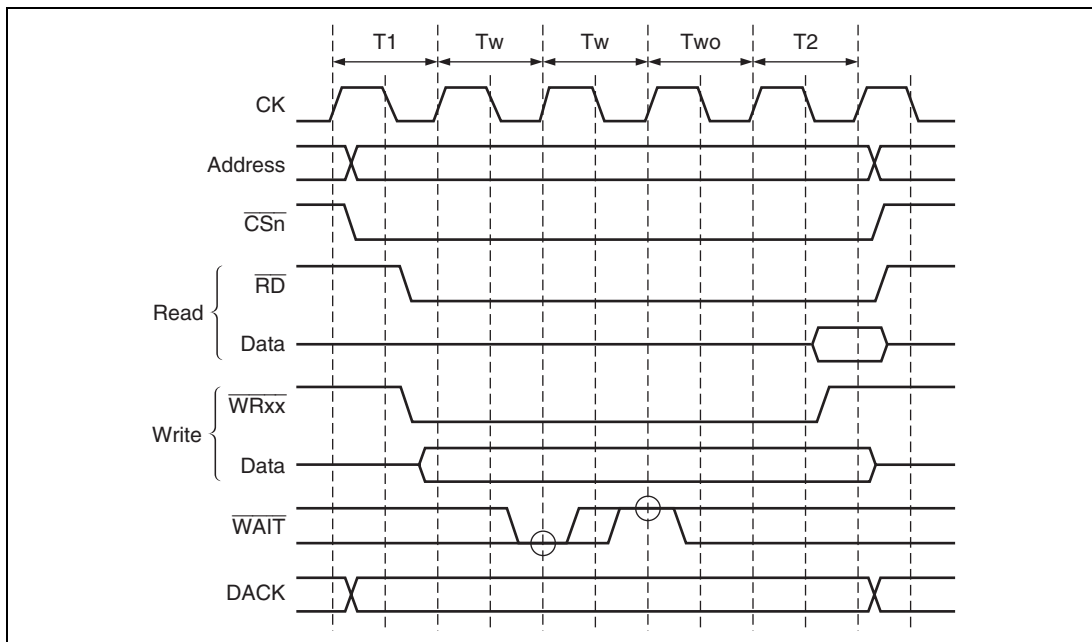 T1 Tw Tw Two T2
CK
Address
CSn
RD
Read
Data
WRxx
Write
Data
WAIT
DACK